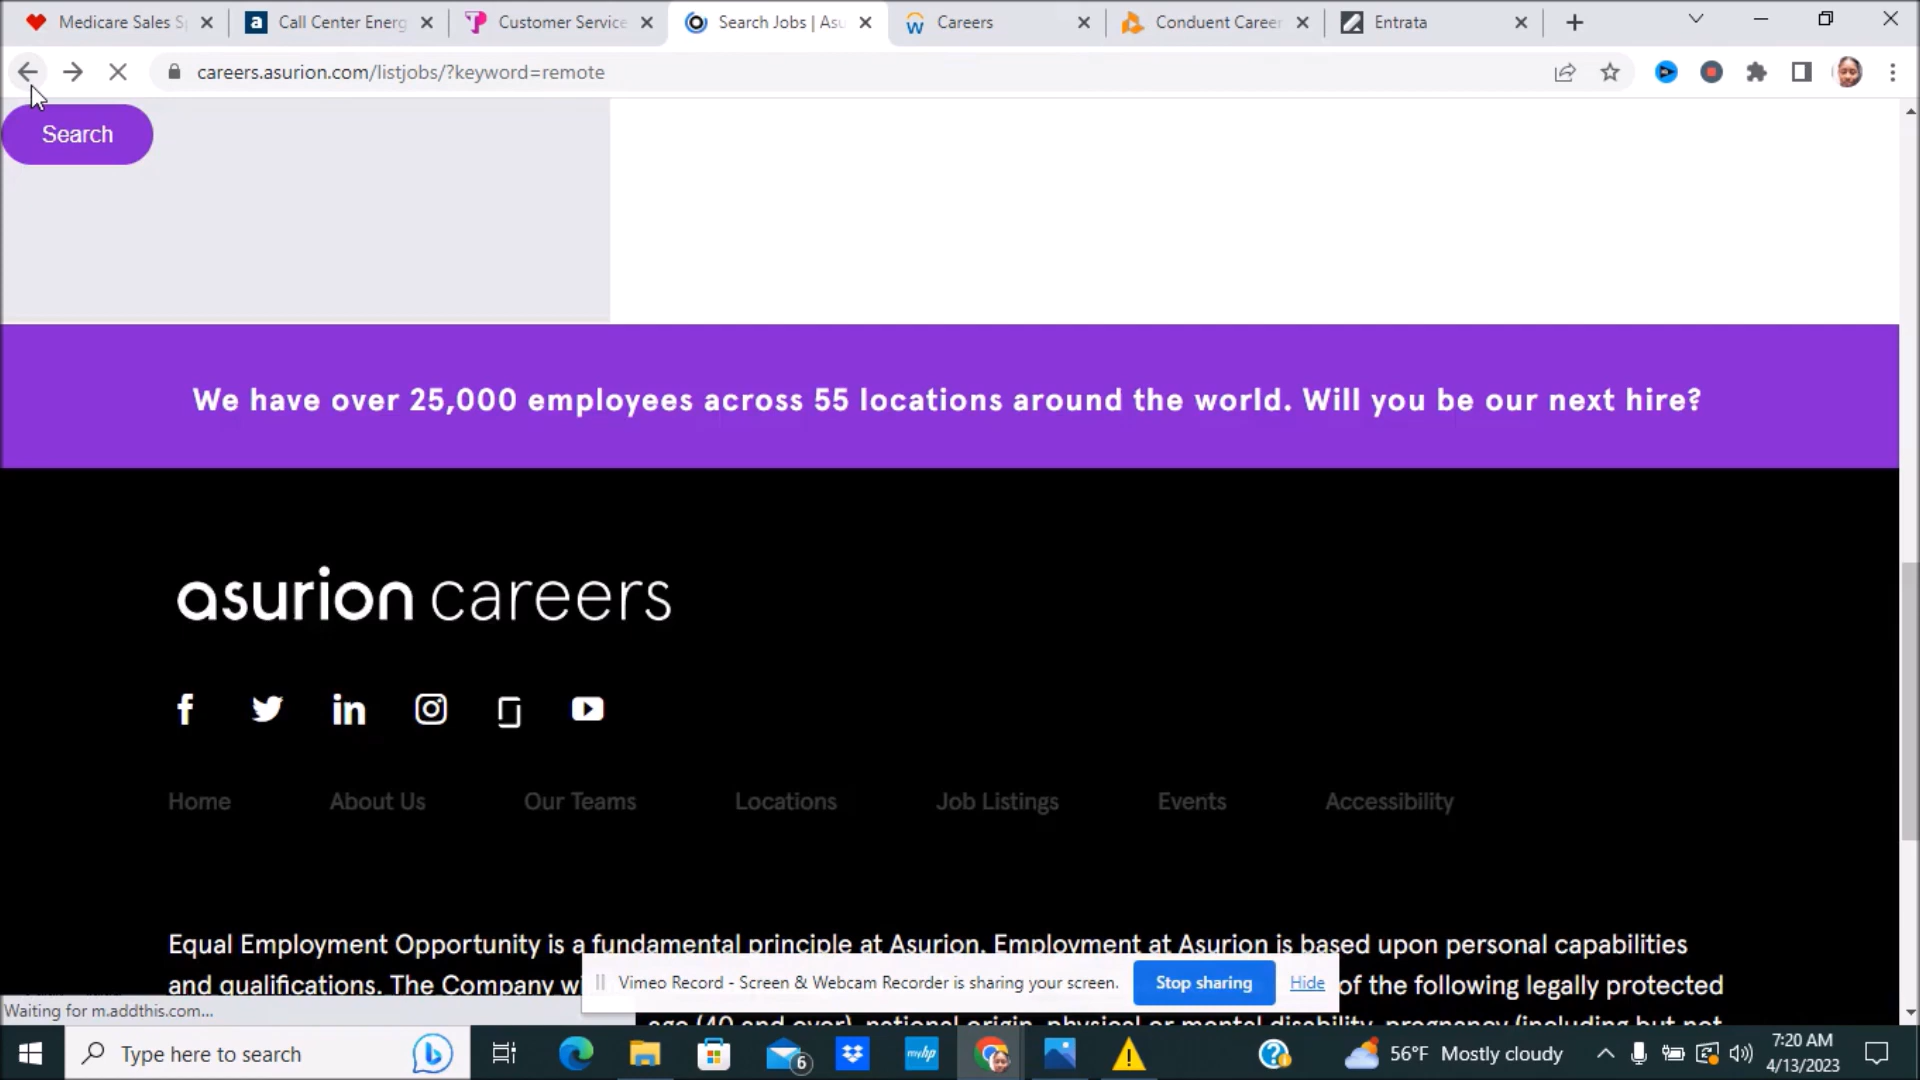 Medicare Sales Sp
Call Center Energ
Customer Service
Search Jobs | Asu
Careers
Conduent Career
Entrata
careers.asurion.com/listjobs/?keyword=remote
Search
We have over 25,000 employees across 55 locations around the world. Will you be our next hire?
asurion careers
Home
About Us
Our Teams
Locations
Job Listings
Events
Accessibility
Equal Employment Opportunity is a fundamental principle at Asurion. Employment at Asurion is based upon personal capabilities
and qualifications. The Company wi
of the following legally protected
Vimeo Record - Screen & Webcam Recorder is sharing your screen.
Stop sharing
Hide
age (40 and over), national origin, physical or mental disability, pregnancy (including but not
Waiting for m.addthis.com...
Type here to search
6
myhp
56°F Mostly cloudy
7:20 AM
4/13/2023